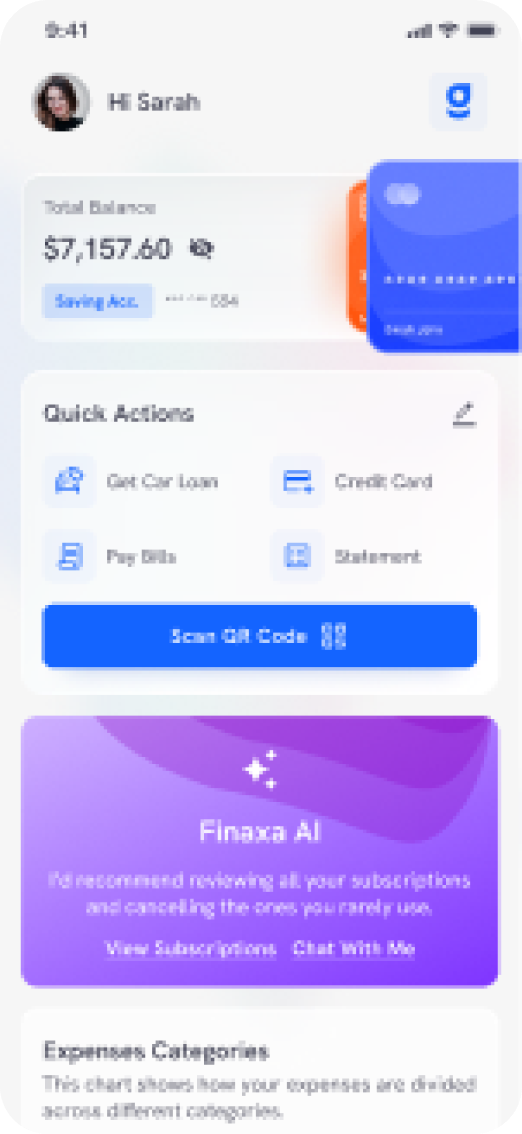 9:41
Hi Sarah
g
Total Balance
$7,157.60
Saving Acc.
Quick Actions
Get Car Loan
Credit Card
Pay Bills
Statement
Scan QR Code
Finaxa AI
I'd recommend reviewing all your subscriptions
and cancelling the ones you rarely use.
View Subscriptions Chat With Me
Expenses Categories
This chart shows how your expenses are divided
across different categories.